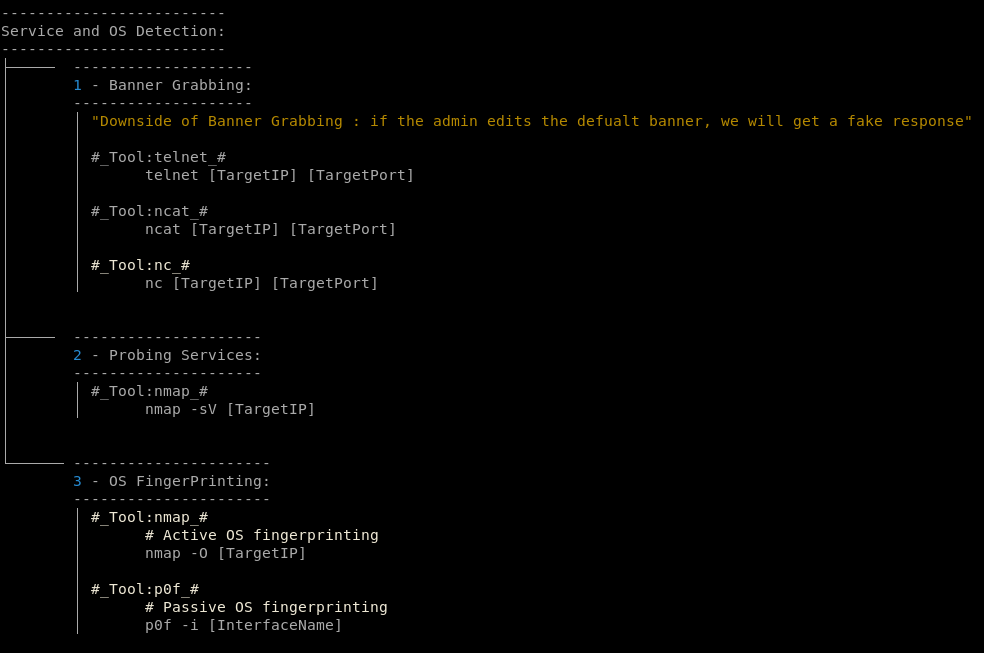 -------------------------
Service and OS Detection:
-------------------------
--------------------
1 - Banner Grabbing:
--------------------
"Downside of Banner Grabbing : if the admin edits the defualt banner, we will get a fake response"
#_Tool:telnet_#
telnet [TargetIP] [TargetPort]
#_Tool:ncat_#
ncat [TargetIP] [TargetPort]
#_Tool:nc_#
nc [TargetIP] [TargetPort]
---------------------
2 - Probing Services:
---------------------
#_Tool:nmap_#
nmap -sV [TargetIP]
----------------------
3 - OS FingerPrinting:
----------------------
#_Tool:nmap_#
# Active OS fingerprinting
nmap -O [TargetIP]
#_Tool:p0f_#
# Passive OS fingerprinting
p0f -i [InterfaceName]